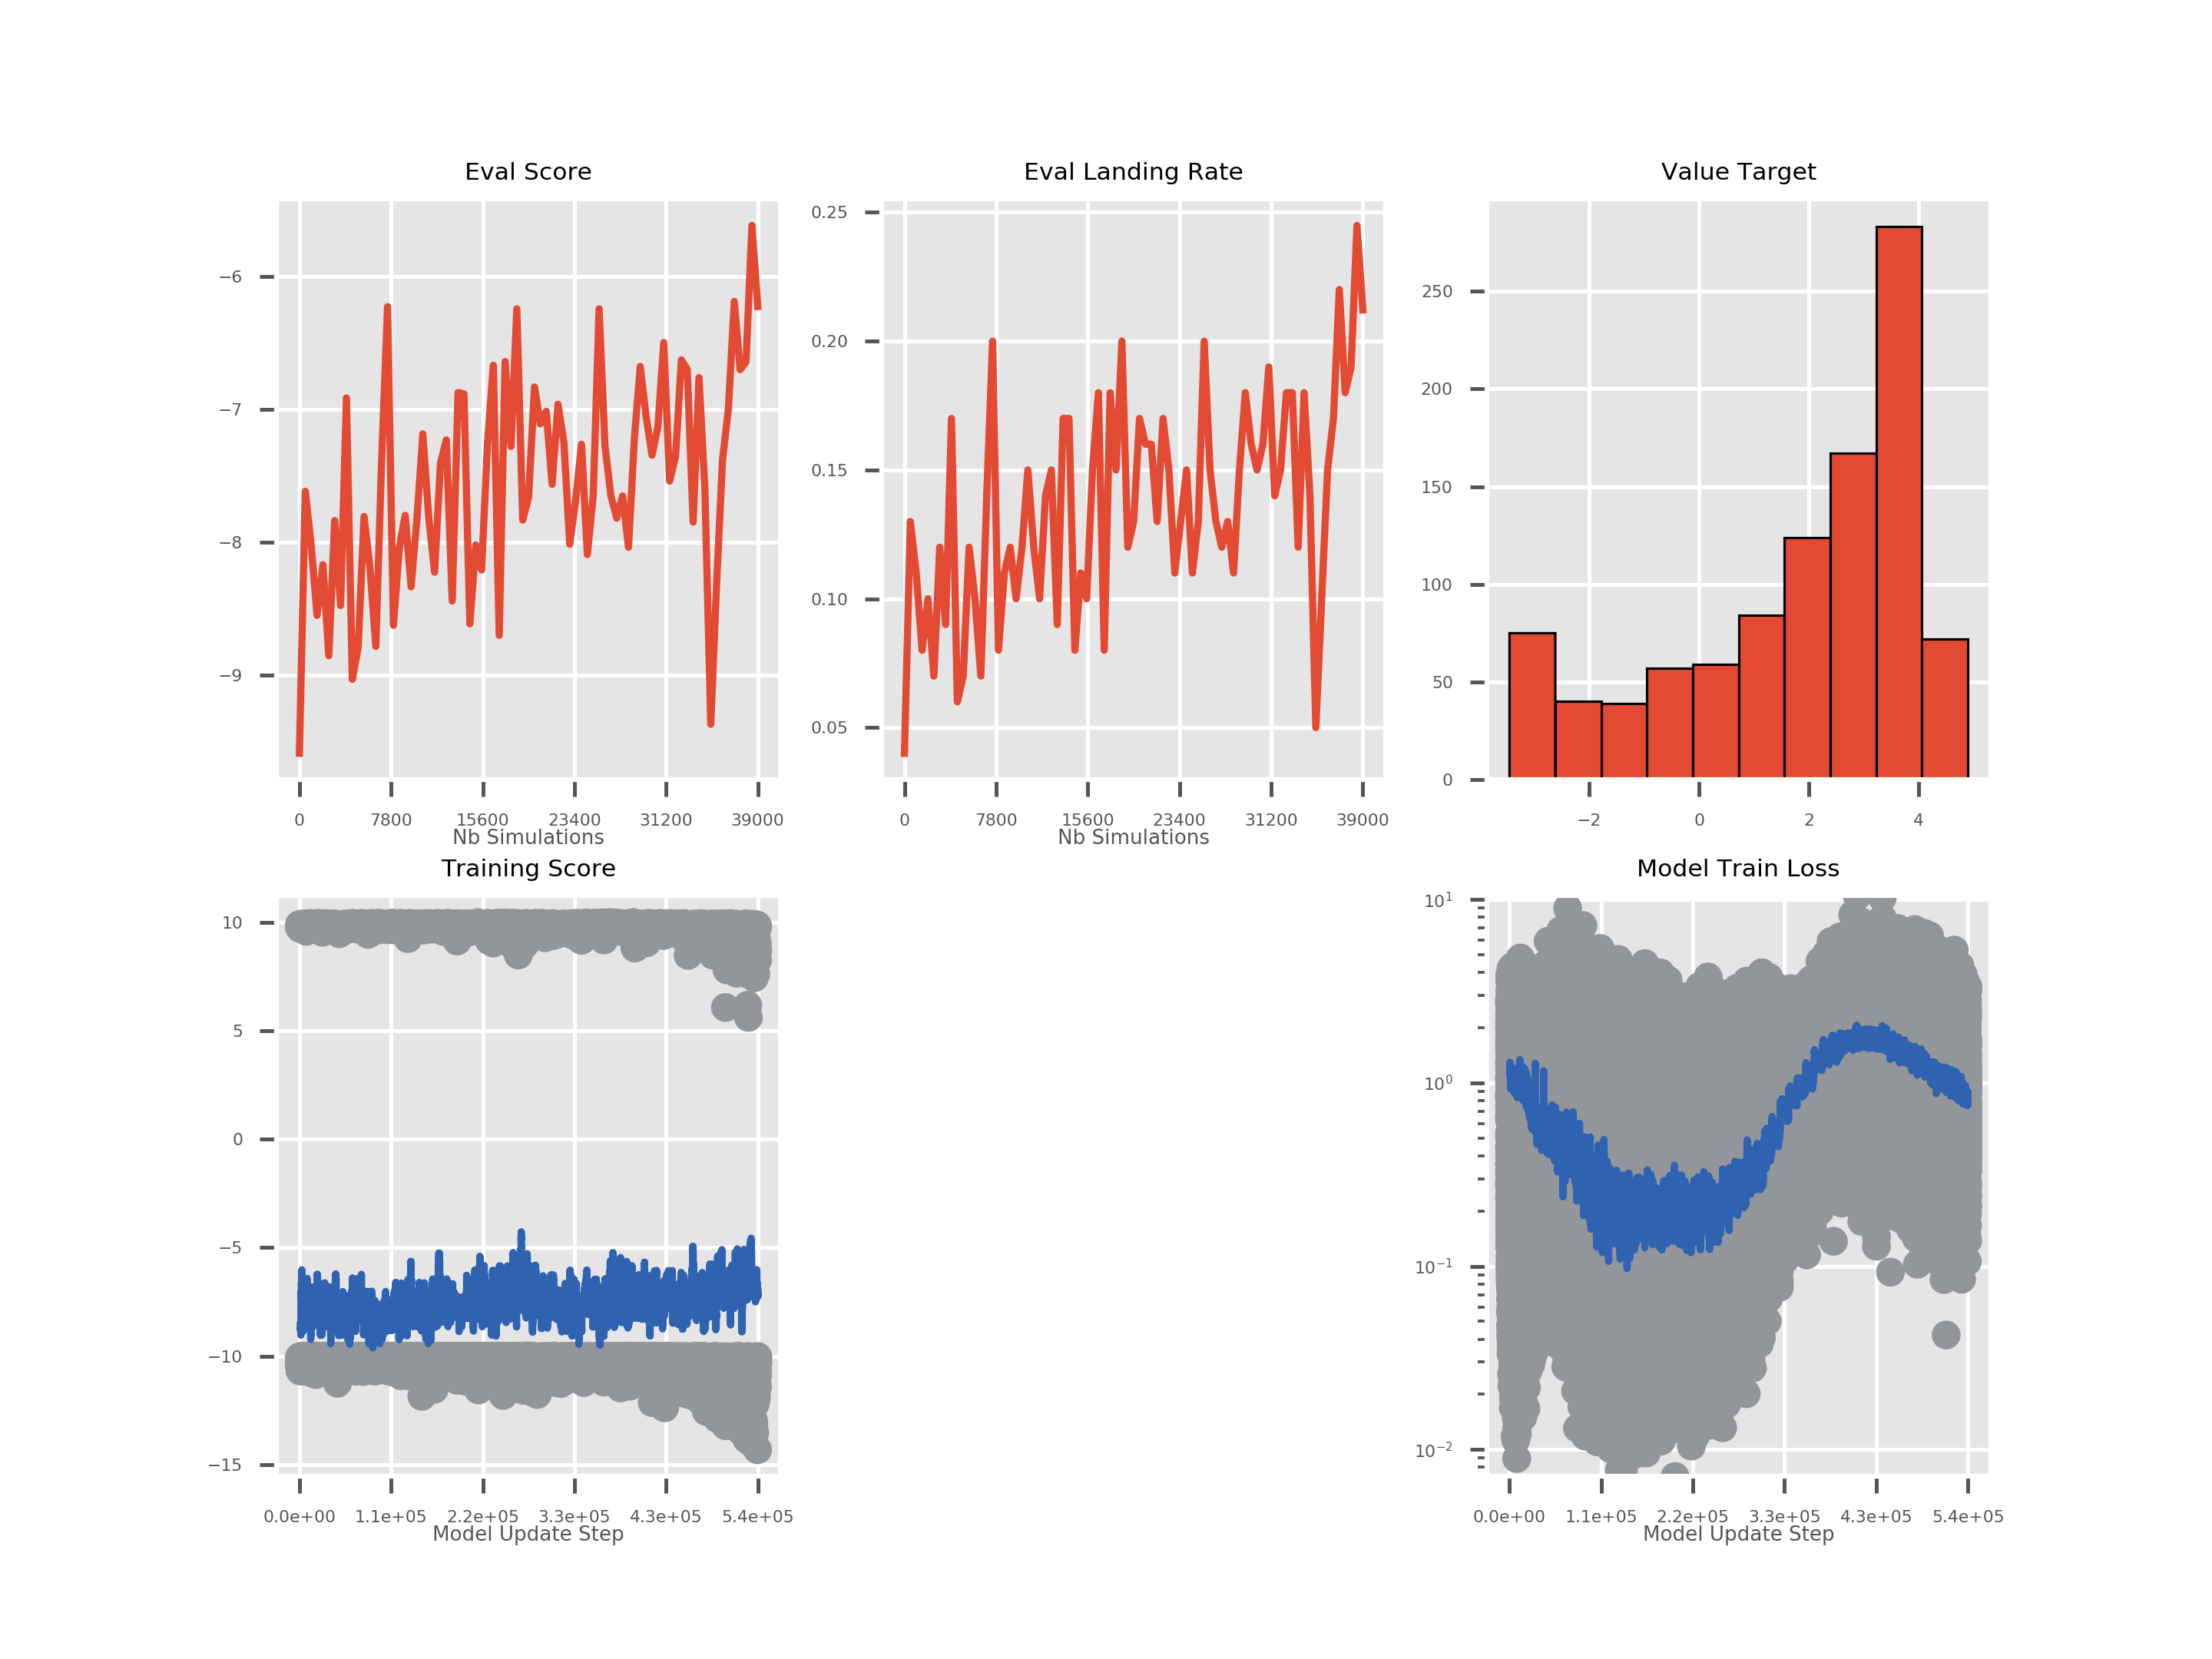 Eval Score
−6
−7
−8
−9
0 7800 15600 23400 31200 39000
Nb Simulations
Eval Landing Rate
0.25
0.20
0.15
0.10
0.05
0 7800 15600 23400 31200 39000
Nb Simulations
Value Target
250
200
150
100
50
0
−2 0 2 4
Training Score
10
5
0
−5
−10
−15
0.0e+00 1.1e+05 2.2e+05 3.3e+05 4.3e+05 5.4e+05
Model Update Step
Model Train Loss
10¹
10⁰
10⁻¹
10⁻²
0.0e+00 1.1e+05 2.2e+05 3.3e+05 4.3e+05 5.4e+05
Model Update Step